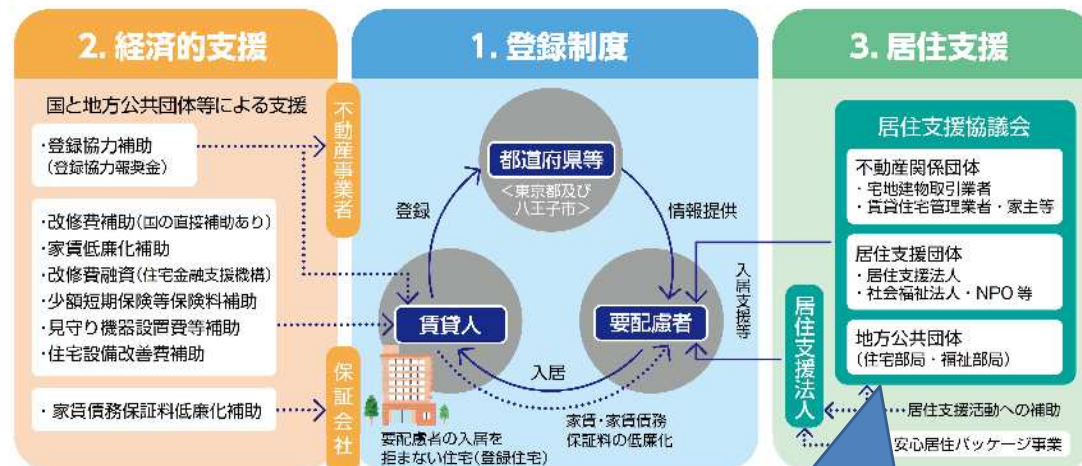 2. 経済的支援
国と地方公共団体等による支援
・登録協力補助
(登録協力報奨金)
・改修費補助(国の直接補助あり)
・家賃低廉化補助
・改修費融資(住宅金融支援機構)
・少額短期保険等保険料補助
・見守り機器設置費等補助
・住宅設備改善費補助
・家賃債務保証料低廉化補助
不動産事業者
保証会社
1. 登録制度
都道府県等
<東京都及び
八王子市>
登録
情報提供
賃貸人
要配慮者
入居
家賃・家賃債務
保証料の低廉化
要配慮者の入居を
拒まない住宅(登録住宅)
入居支援等
3. 居住支援
居住支援協議会
不動産関係団体
・宅地建物取引業者
・賃貸住宅管理業者・家主等
居住支援団体
・居住支援法人
・社会福祉法人・NPO 等
地方公共団体
(住宅部局・福祉部局)
居住支援法人
居住支援活動への補助
安心居住パッケージ事業